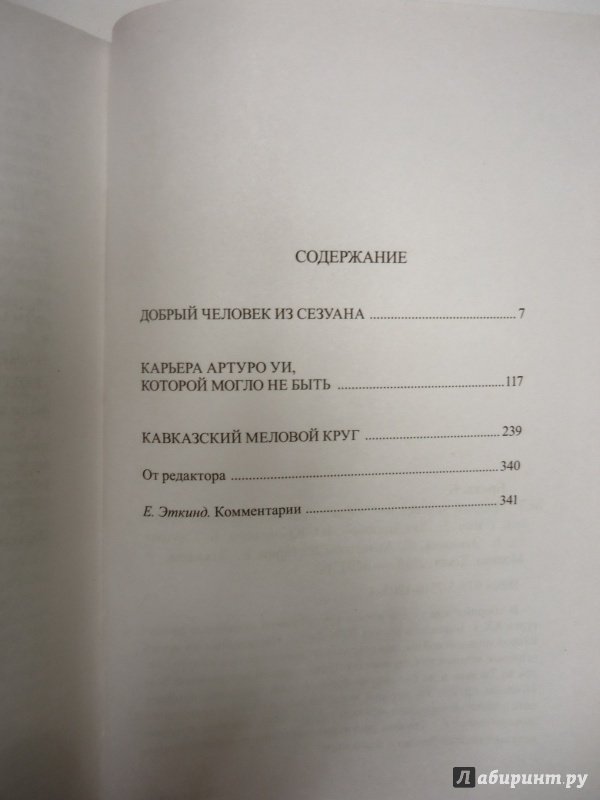 СОДЕРЖАНИЕ
ДОБРЫЙ ЧЕЛОВЕК ИЗ СЕЗУАНА ........................ 7
КАРЬЕРА АРТУРО УИ,
КОТОРОЙ МОГЛО НЕ БЫТЬ ........................ 117
КАВКАЗСКИЙ МЕЛОВОЙ КРУГ ........................ 239
От редактора ........................ 340
Е. Эткинд. Комментарии ........................ 341
Л Лабиринт.ру